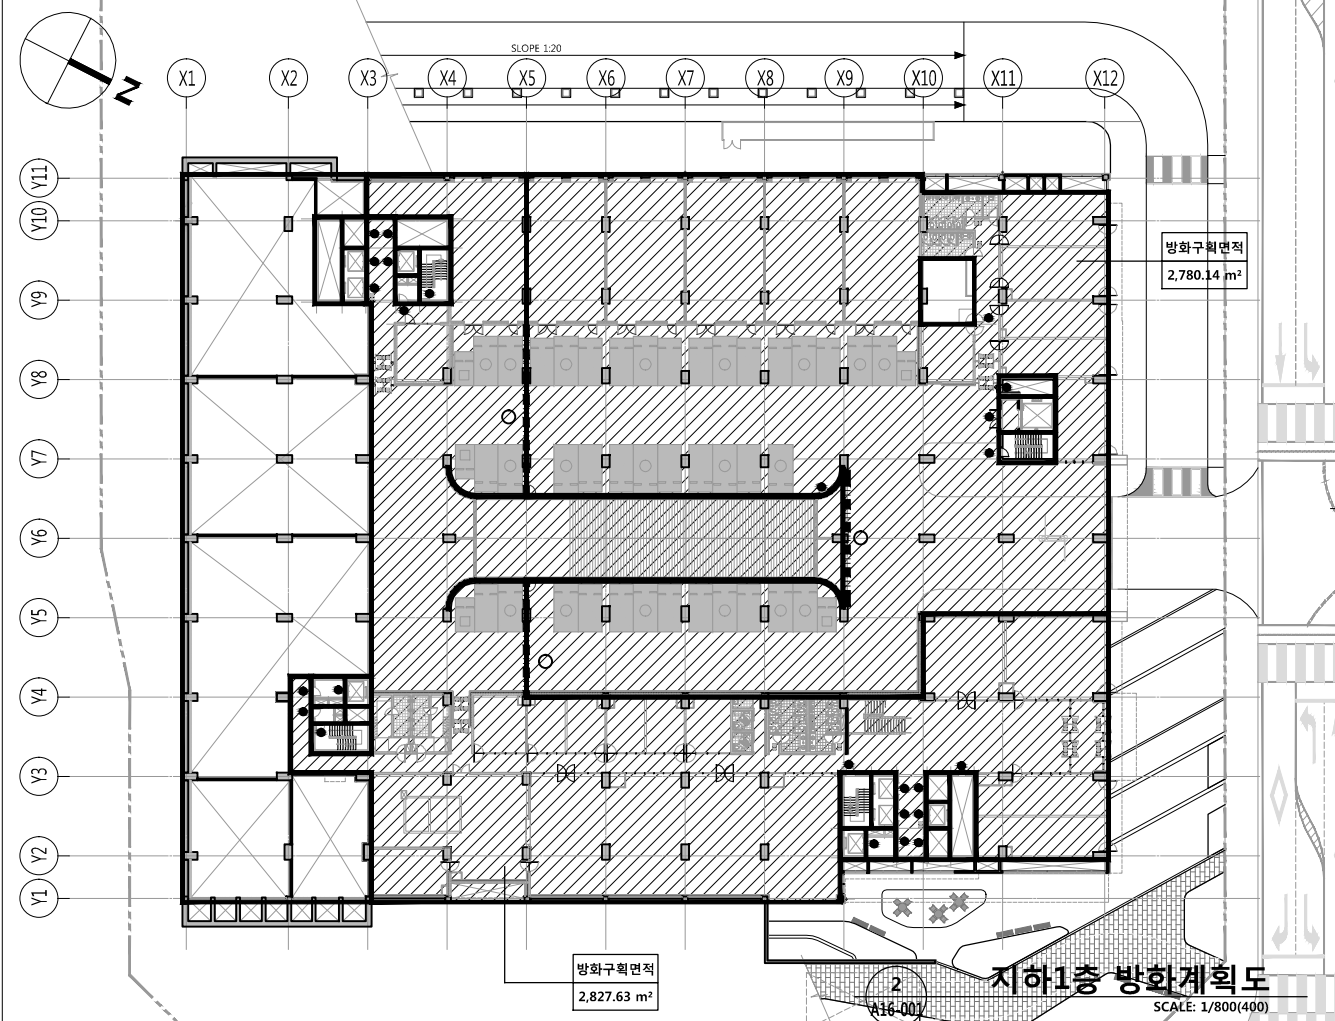 N
SLOPE 1:20
X1 X2 X3 X4 X5 X6 X7 X8 X9 X10 X11 X12
Y11
Y10
Y9
Y8
Y7
Y6
Y5
Y4
Y3
Y2
Y1
방화구획면적
2,780.14 m²
방화구획면적
2,827.63 m²
2
A16-001
지하1층 방화계획도
SCALE: 1/800(400)